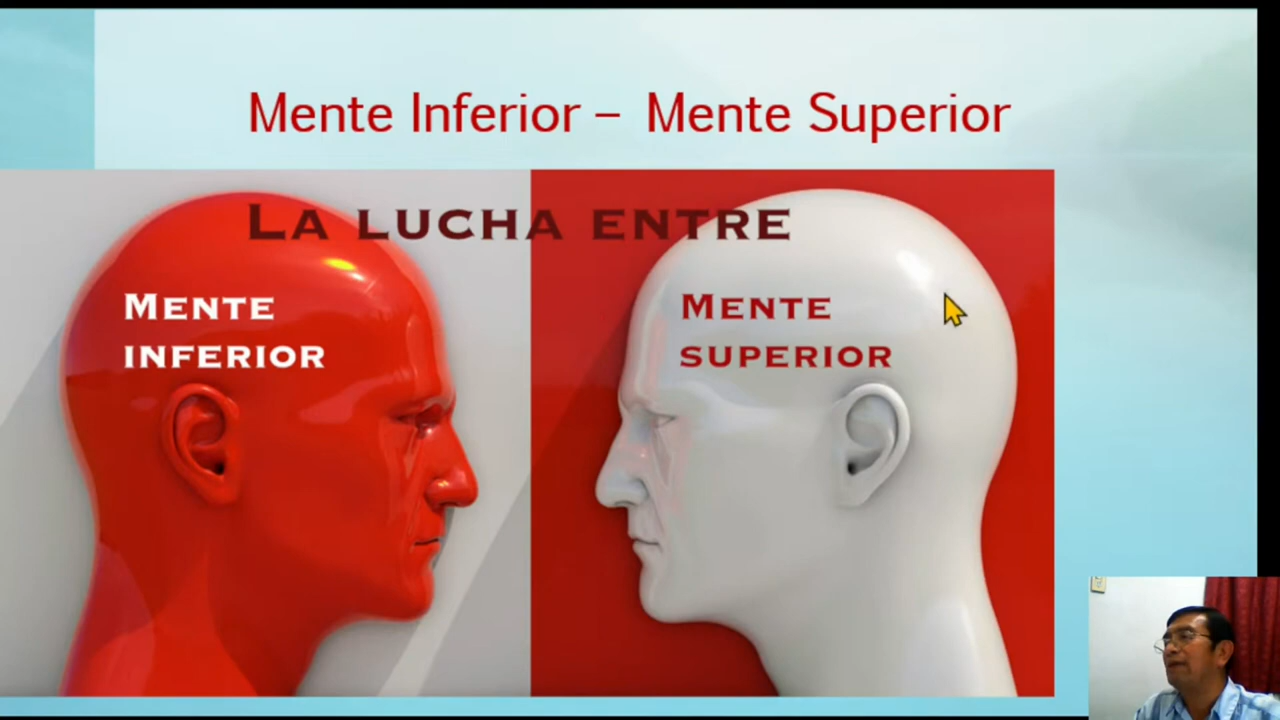 Mente Inferior – Mente Superior
La lucha entre
Mente
inferior
Mente
superior